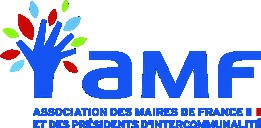 aMF
ASSOCIATION DES MAIRES DE FRANCE
ET DES PRÉSIDENTS D'INTERCOMMUNALITÉ